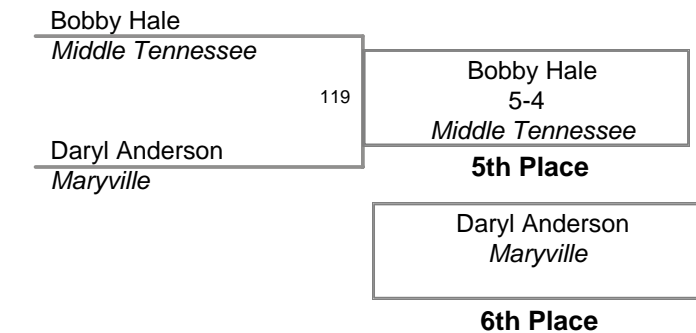 Bobby Hale
Middle Tennessee
119
Daryl Anderson
Maryville
Bobby Hale
5-4
Middle Tennessee
5th Place
Daryl Anderson
Maryville
6th Place